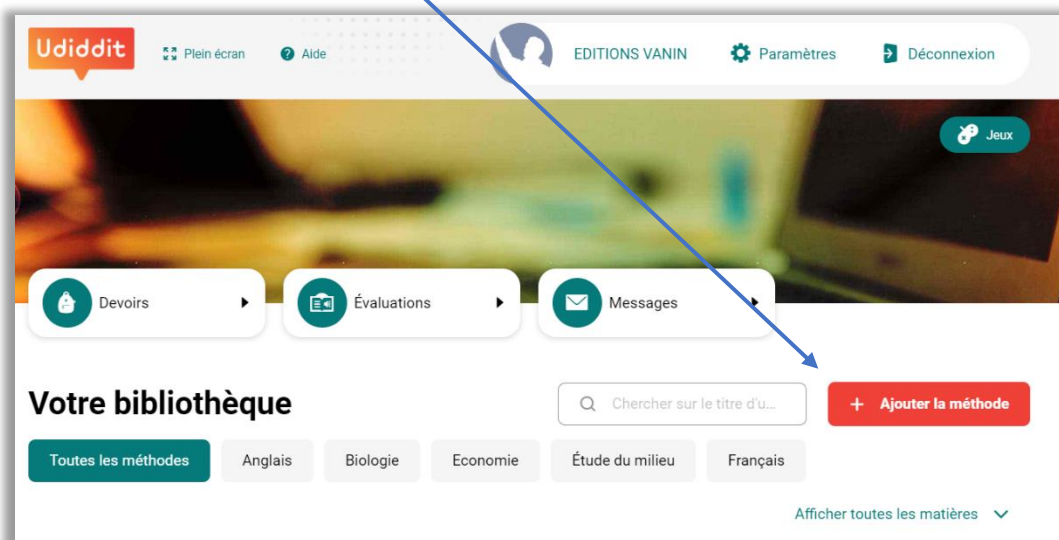 Udiddit
Plein écran
Aide
EDITIONS VANIN
Paramètres
Déconnexion
Jeux
Devoirs
Évaluations
Messages
Votre bibliothèque
Chercher sur le titre d'u...
+ Ajouter la méthode
Toutes les méthodes
Anglais
Biologie
Economie
Étude du milieu
Français
Afficher toutes les matières